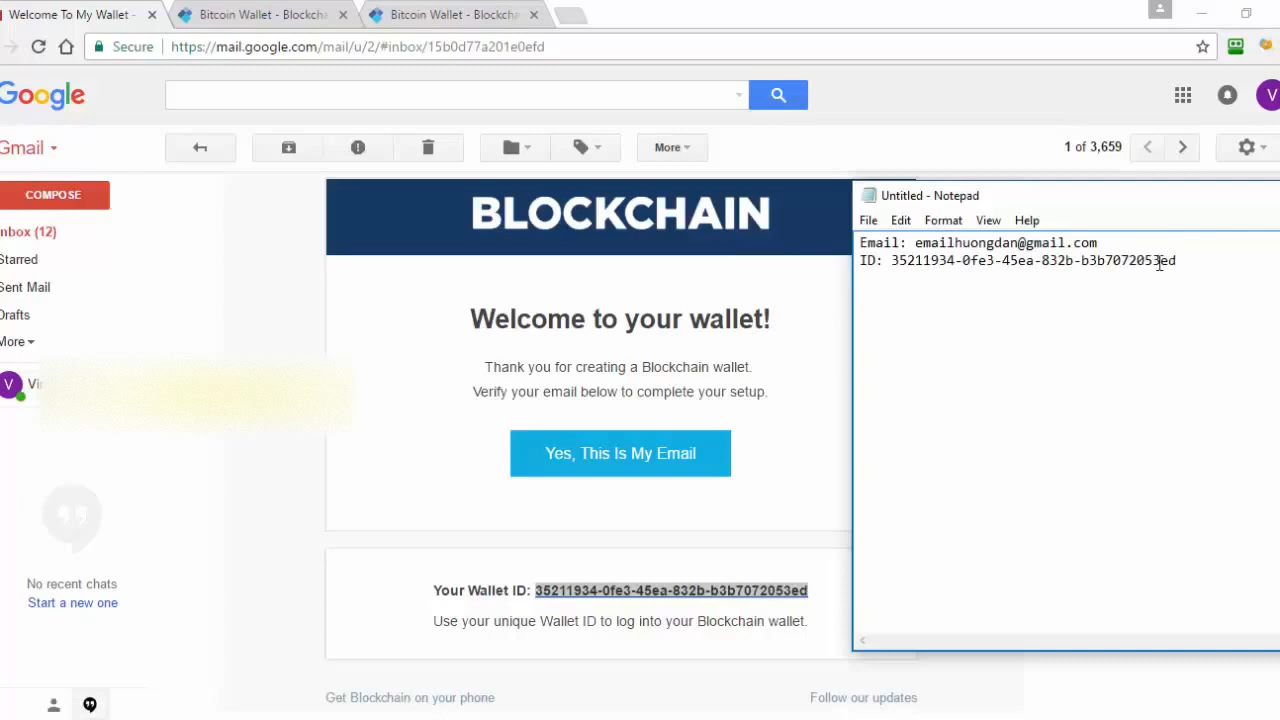 Welcome To My Wallet -
Bitcoin Wallet - Blockcha
Bitcoin Wallet - Blockcha
Secure
https://mail.google.com/mail/u/2/#inbox/15b0d77a201e0efd
Google
V
Gmail
More
1 of 3,659
COMPOSE
Inbox (12)
Starred
Sent Mail
Drafts
More
V
Vi
No recent chats
Start a new one
BLOCKCHAIN
Welcome to your wallet!
Thank you for creating a Blockchain wallet.
Verify your email below to complete your setup.
Yes, This Is My Email
Your Wallet ID: 35211934-0fe3-45ea-832b-b3b7072053ed
Use your unique Wallet ID to log into your Blockchain wallet.
Get Blockchain on your phone
Follow our updates
Untitled - Notepad
File Edit Format View Help
Email: emailhuongdan@gmail.com
ID: 35211934-0fe3-45ea-832b-b3b7072053ed